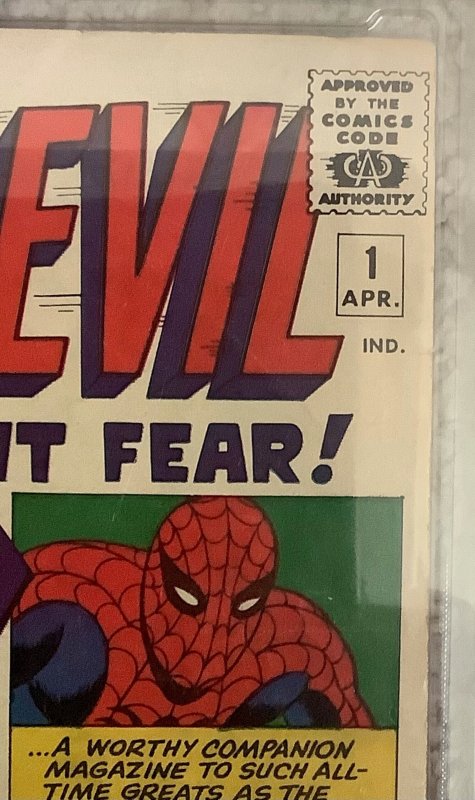 APPROVED
BY THE
COMICS
CODE
CA
AUTHORITY
EVIL
1
APR.
IND.
T FEAR!
...A WORTHY COMPANION
MAGAZINE TO SUCH ALL-
TIME GREATS AS THE